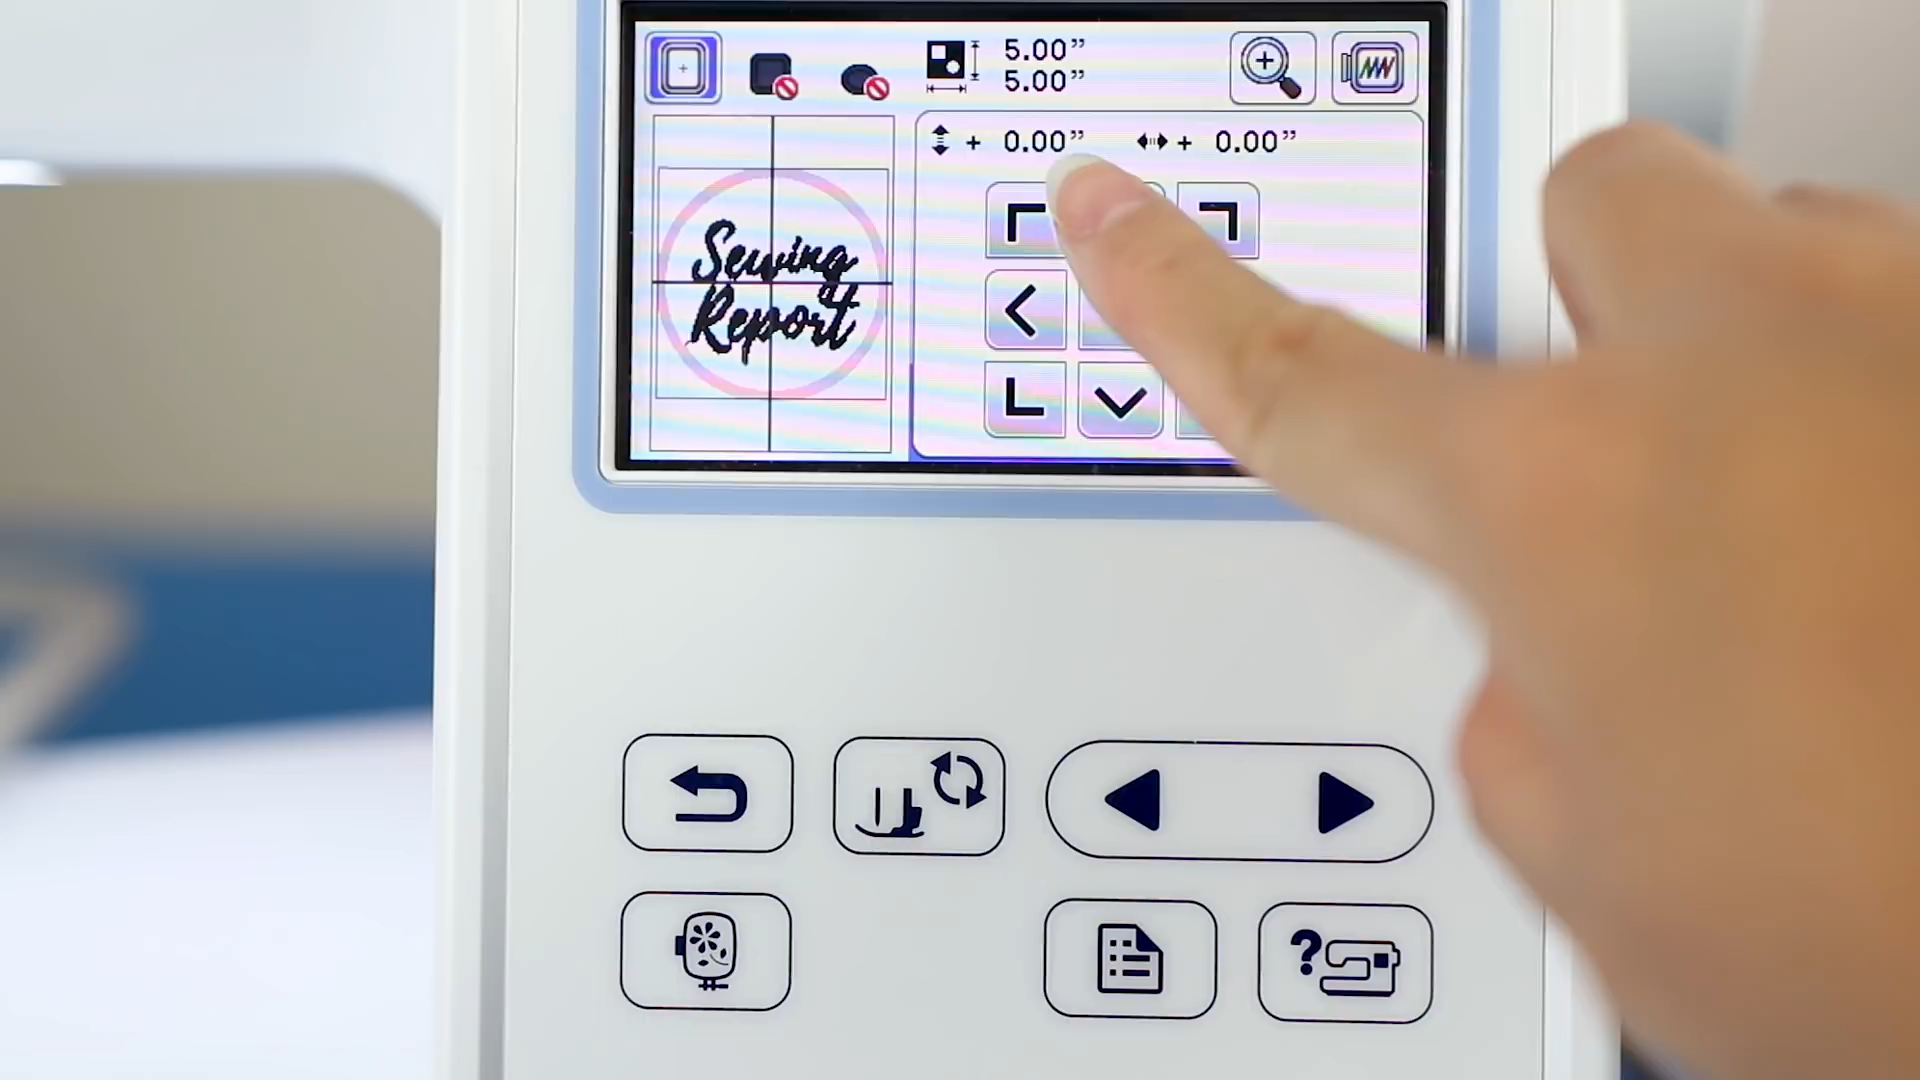 5.00”
5.00”
+ 0.00” + 0.00”
Sewing
Report
?